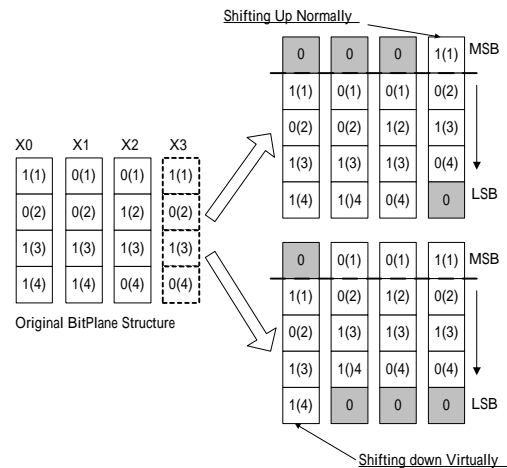 Shifting Up Normally
0 0 0 1(1) MSB
1(1) 0(1) 0(1) 0(2)
0(2) 0(2) 1(2) 1(3)
1(3) 1(3) 1(3) 0(4)
1(4) 1()4 0(4) 0 LSB
X0 X1 X2 X3
1(1) 0(1) 0(1) 1(1)
0(2) 0(2) 1(2) 0(2)
1(3) 1(3) 1(3) 1(3)
1(4) 1(4) 0(4) 0(4)
Original BitPlane Structure
0 0(1) 0(1) 1(1) MSB
1(1) 0(2) 1(2) 0(2)
0(2) 1(3) 1(3) 1(3)
1(3) 1()4 0(4) 0(4)
1(4) 0 0 0 LSB
Shifting down Virtually